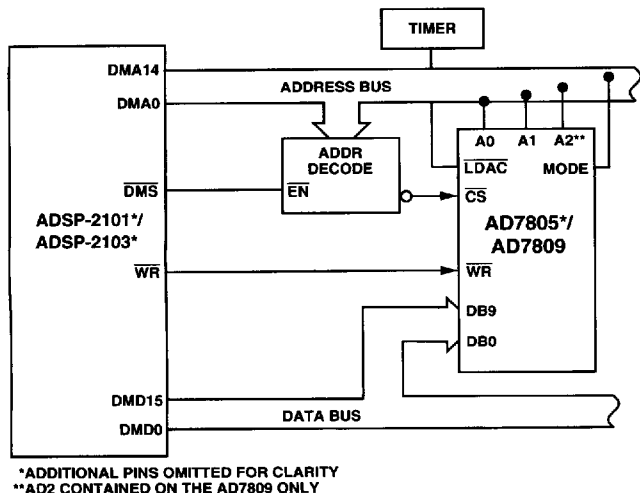 TIMER
DMA14
ADDRESS BUS
DMA0
A0 A1 A2**
ADDR
DECODE
LDAC MODE
DMS
EN
CS
ADSP-2101*/
ADSP-2103*
AD7805*/
AD7809
WR
WR
DB9
DB0
DMD15
DATA BUS
DMD0
*ADDITIONAL PINS OMITTED FOR CLARITY
**AD2 CONTAINED ON THE AD7809 ONLY